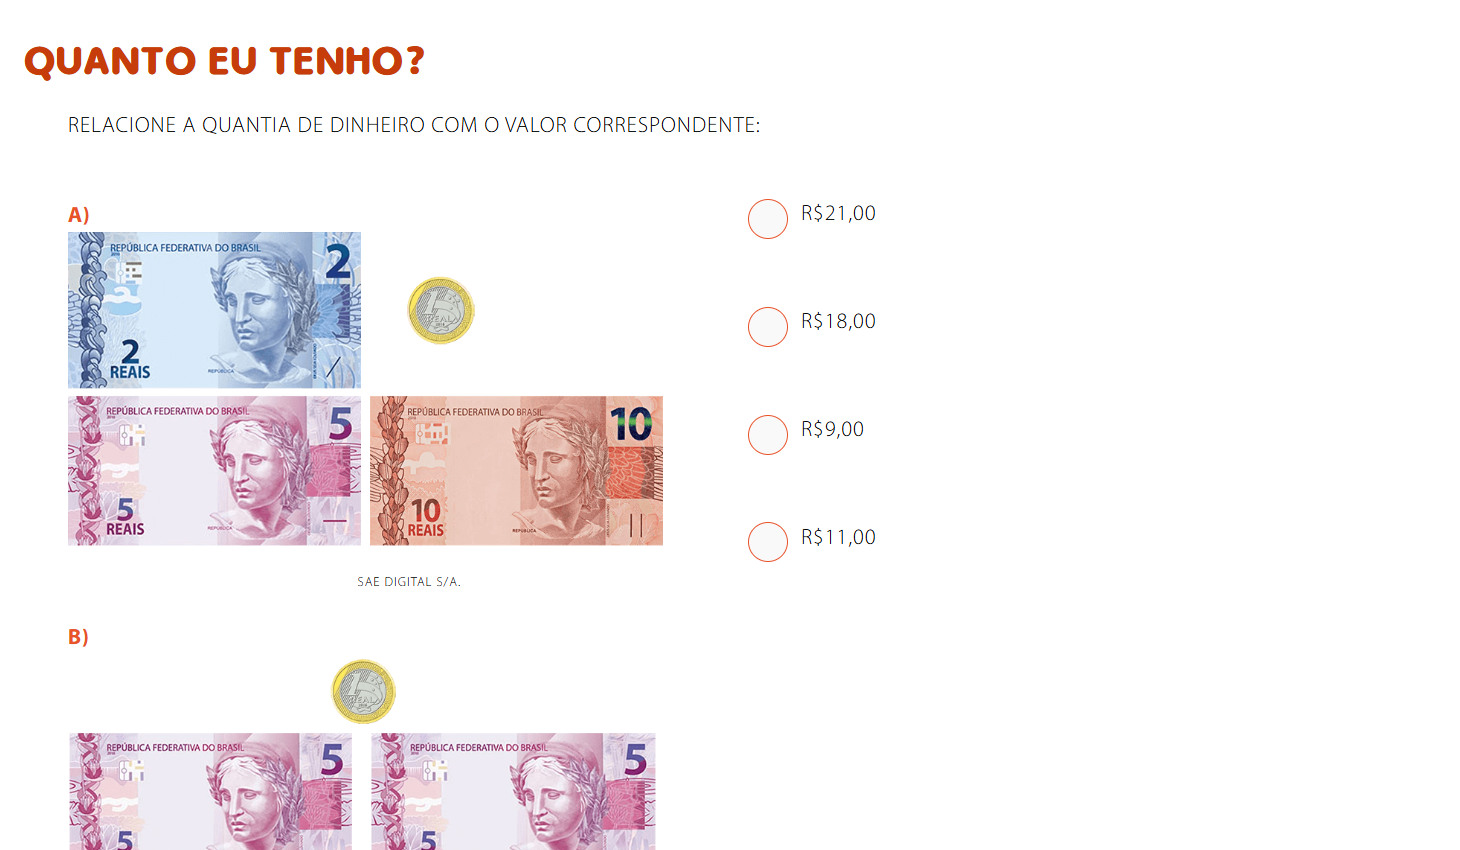 QUANTO EU TENHO?
RELACIONE A QUANTIA DE DINHEIRO COM O VALOR CORRESPONDENTE:
A)
REPÚBLICA FEDERATIVA DO BRASIL
2
2
REAIS
REPÚBLICA
1
REAL
REPÚBLICA FEDERATIVA DO BRASIL
5
5
REAIS
REPÚBLICA
REPÚBLICA FEDERATIVA DO BRASIL
10
10
REAIS
REPÚBLICA
SAE DIGITAL S/A.
R$21,00
R$18,00
R$9,00
R$11,00
B)
1
REAL
REPÚBLICA FEDERATIVA DO BRASIL
5
5
REPÚBLICA FEDERATIVA DO BRASIL
5
5